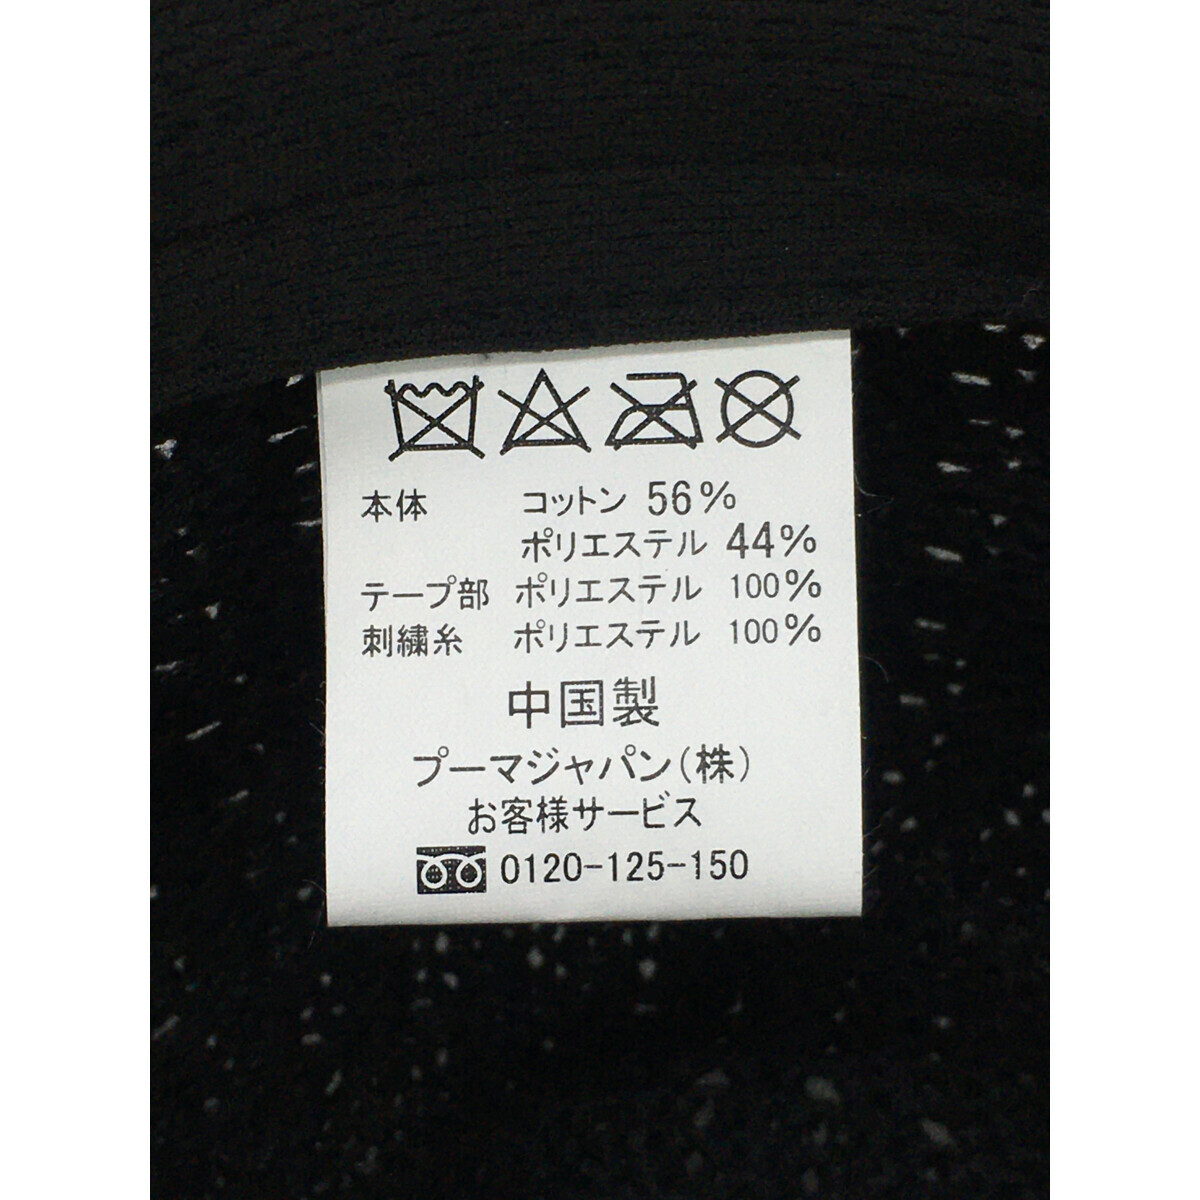 本体 コットン 56%
ポリエステル 44%
テープ部 ポリエステル 100%
刺繍糸 ポリエステル 100%
中国製
プーマジャパン(株)
お客様サービス
0120-125-150